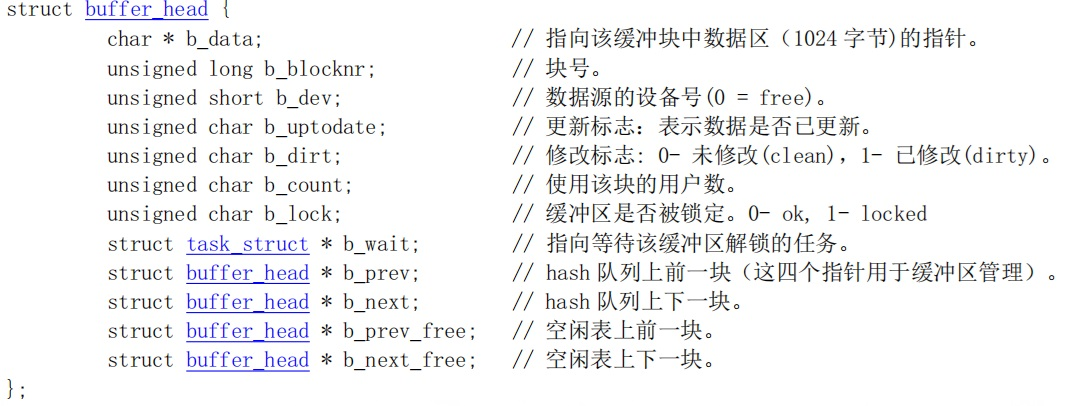 struct buffer_head {
char * b_data; // 指向该缓冲块中数据区（1024 字节)的指针。
unsigned long b_blocknr; // 块号。
unsigned short b_dev; // 数据源的设备号(0 = free)。
unsigned char b_uptodate; // 更新标志：表示数据是否已更新。
unsigned char b_dirt; // 修改标志: 0- 未修改(clean)，1- 已修改(dirty)。
unsigned char b_count; // 使用该块的用户数。
unsigned char b_lock; // 缓冲区是否被锁定。0- ok, 1- locked
struct task_struct * b_wait; // 指向等待该缓冲区解锁的任务。
struct buffer_head * b_prev; // hash 队列上前一块（这四个指针用于缓冲区管理）。
struct buffer_head * b_next; // hash 队列上下一块。
struct buffer_head * b_prev_free; // 空闲表上前一块。
struct buffer_head * b_next_free; // 空闲表上下一块。
};